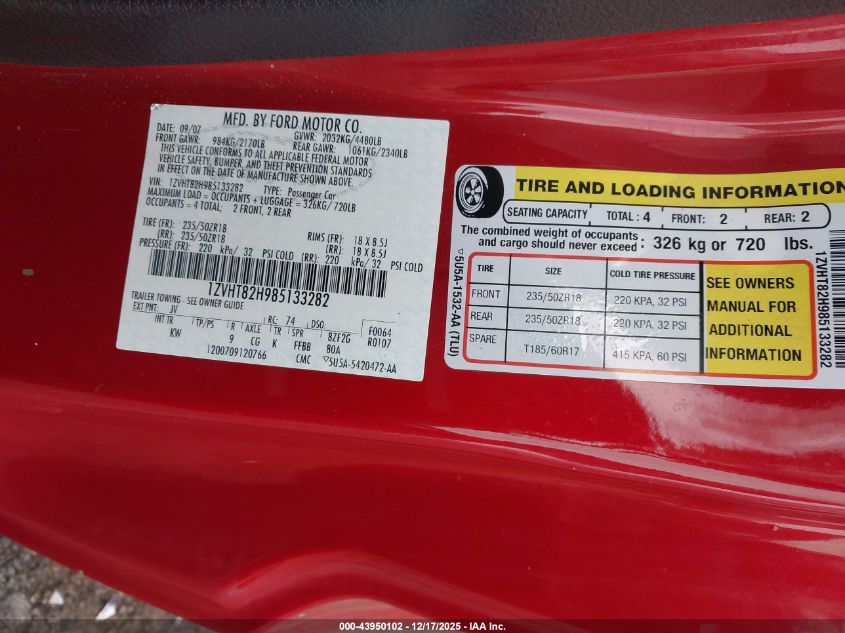 MFD. BY FORD MOTOR CO.
DATE: 09/07 GVWR: 2032KG/4480LB
FRONT GAWR: 984KG/2170LB REAR GAWR: 1061KG/2340LB
THIS VEHICLE CONFORMS TO ALL APPLICABLE FEDERAL MOTOR
VEHICLE SAFETY, BUMPER, AND THEFT PREVENTION STANDARDS
IN EFFECT ON THE DATE OF MANUFACTURE SHOWN ABOVE.
VIN: 1ZVHT82H985133282 TYPE: Passenger Car
MAXIMUM LOAD = OCCUPANTS + LUGGAGE = 326KG/720LB
OCCUPANTS = 4 TOTAL: 2 FRONT, 2 REAR
TIRE (FR): 235/50ZR18 RIMS (FR): 18 X 8.5J
(RR): 235/50ZR18 (RR): 18 X 8.5J
PRESSURE (FR): 220 kPa/ 32 PSI COLD (RR): 220 kPa/ 32 PSI COLD
1ZVHT82H985133282
TRAILER TOWING - SEE OWNER GUIDE
EXT PNT: JV RC: 74 DSO: F0064
INT TR TP/PS R AXLE TR SPR BZF2G R0107
KW 9 CG K FFBB BOA
1200709120766 CMC ▽5U5A-5420472-AA
TIRE AND LOADING INFORMATION
SEATING CAPACITY TOTAL : 4 FRONT: 2 REAR: 2
The combined weight of occupants
and cargo should never exceed : 326 kg or 720 lbs.
TIRE SIZE COLD TIRE PRESSURE
FRONT 235/50ZR18 220 KPA, 32 PSI
REAR 235/50ZR18 220 KPA, 32 PSI
SPARE T185/60R17 415 KPA, 60 PSI
SEE OWNERS
MANUAL FOR
ADDITIONAL
INFORMATION
▽5U5A-1532-AA (TLU)
1ZVHT82H985133282
000-43950102 - 12/17/2025 - IAA Inc.